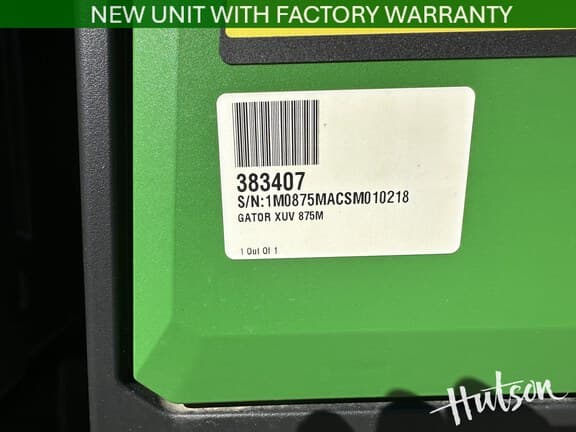 NEW UNIT WITH FACTORY WARRANTY
383407
S/N:1M0875MACSM010218
GATOR XUV 875M
1 Out Of 1
Hutson